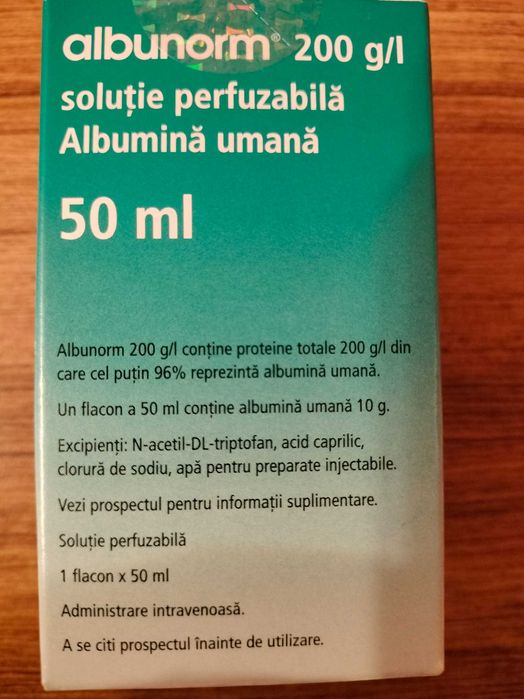 albunorm® 200 g/l
soluție perfuzabilă
Albumină umană
50 ml
Albunorm 200 g/l conține proteine totale 200 g/l din
care cel puțin 96% reprezintă albumină umană.
Un flacon a 50 ml conține albumină umană 10 g.
Excipienți: N-acetil-DL-triptofan, acid caprilic,
clorură de sodiu, apă pentru preparate injectabile.
Vezi prospectul pentru informații suplimentare.
Soluție perfuzabilă
1 flacon x 50 ml
Administrare intravenoasă.
A se citi prospectul înainte de utilizare.